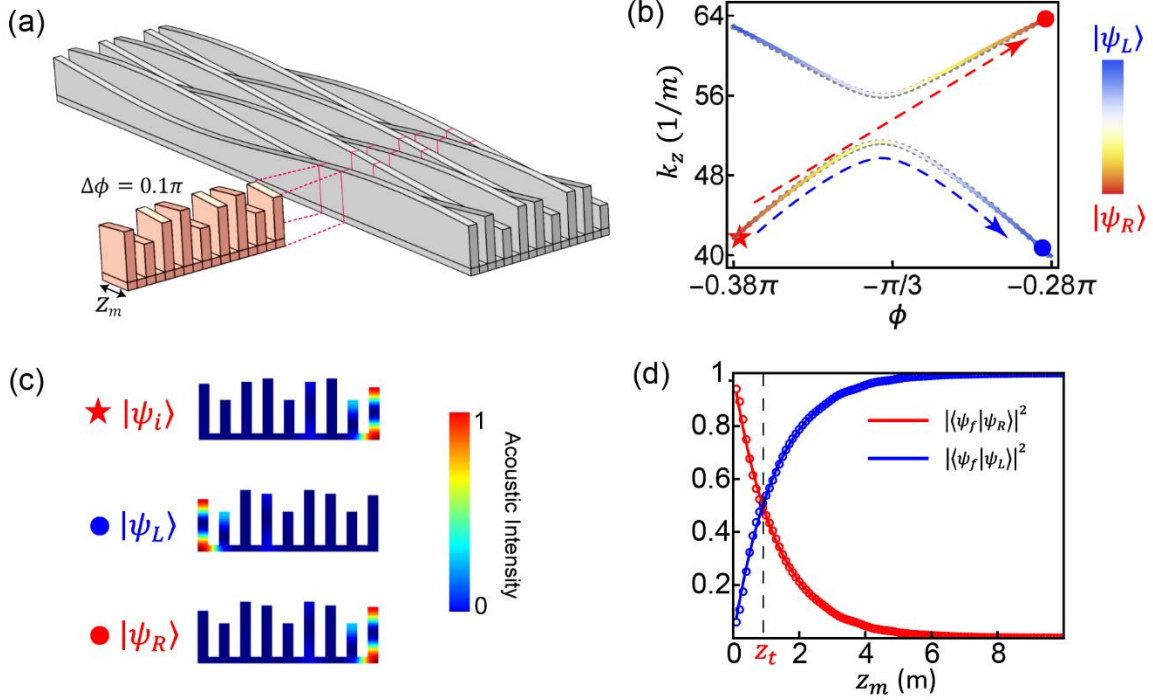 (a)
Δϕ = 0.1π
z_m
(b)
64
56
48
40
k_z (1/m)
−0.38π
−π/3
−0.28π
ϕ
|ψ_L⟩
|ψ_R⟩
(c)
|ψ_i⟩
|ψ_L⟩
|ψ_R⟩
1
0
Acoustic Intensity
(d)
1
0.8
0.6
0.4
0.2
|⟨ψ_f|ψ_R⟩|²
|⟨ψ_f|ψ_L⟩|²
0
z_t
2
4
6
8
z_m (m)